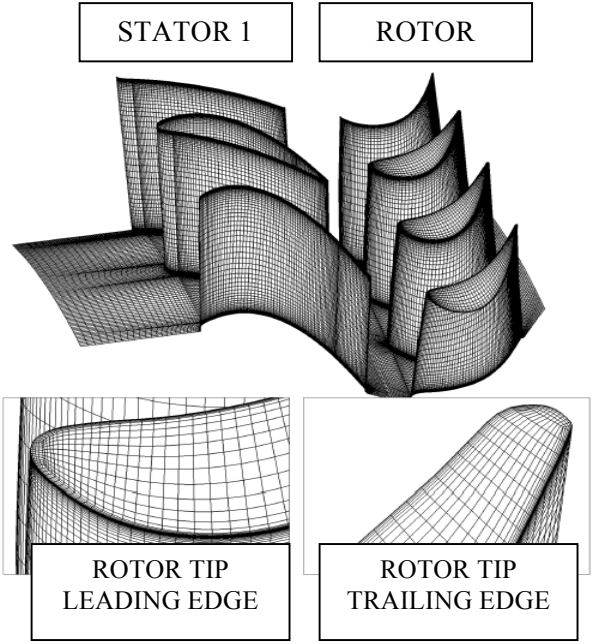 STATOR 1
ROTOR
ROTOR TIP
LEADING EDGE
ROTOR TIP
TRAILING EDGE